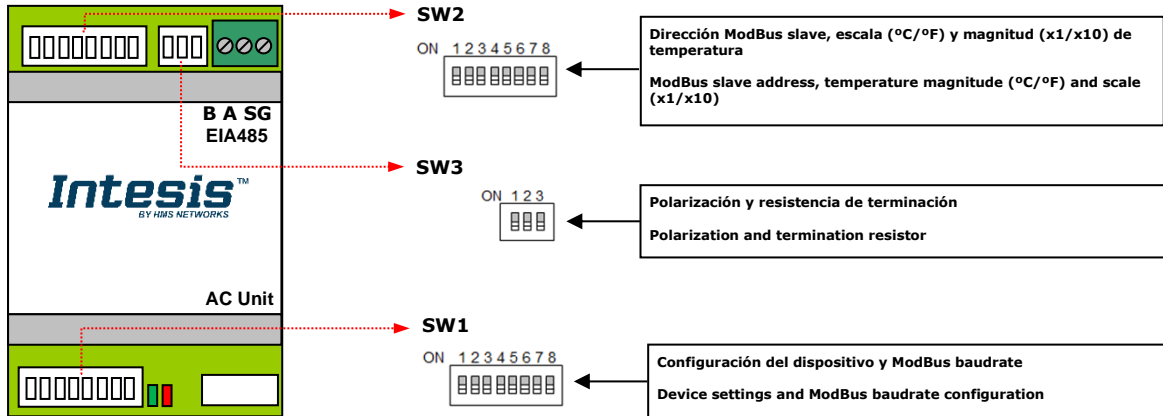 SW2
ON 1 2 3 4 5 6 7 8
Dirección ModBus slave, escala (ºC/ºF) y magnitud (x1/x10) de
temperatura
ModBus slave address, temperature magnitude (ºC/ºF) and scale
(x1/x10)
B A SG
EIA485
Intesis™
BY HMS NETWORKS
SW3
ON 1 2 3
Polarización y resistencia de terminación
Polarization and termination resistor
AC Unit
SW1
ON 1 2 3 4 5 6 7 8
Configuración del dispositivo y ModBus baudrate
Device settings and ModBus baudrate configuration